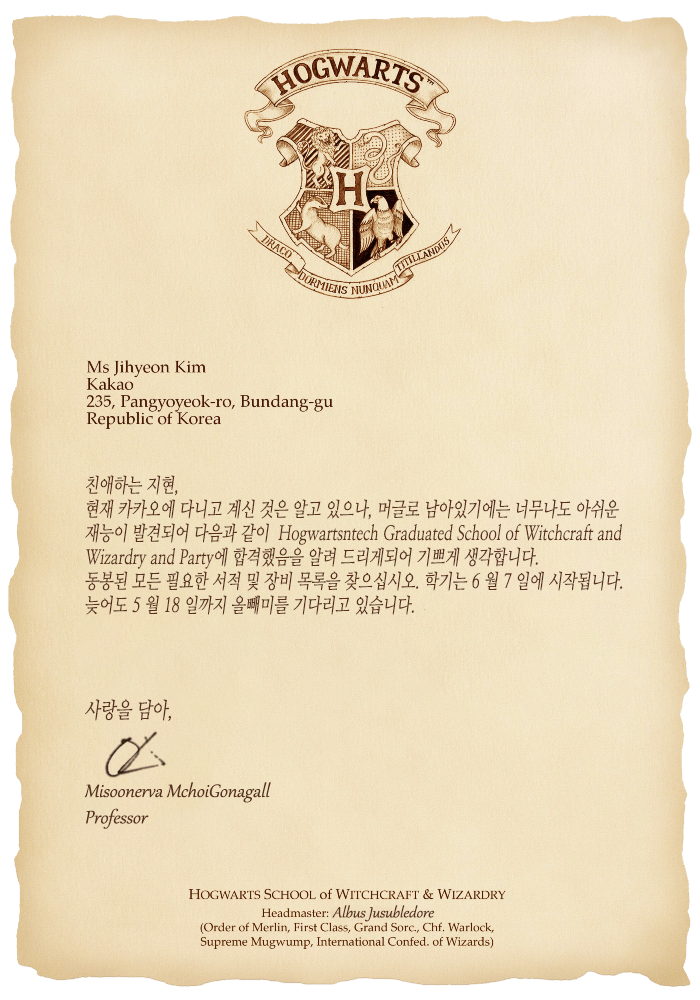 HOGWARTS™
H
DRACO DORMIENS NUNQUAM TITILLANDUS
Ms Jihyeon Kim
Kakao
235, Pangyoyeok-ro, Bundang-gu
Republic of Korea
친애하는 지현,
현재 카카오에 다니고 계신 것은 알고 있으나, 머글로 남아있기에는 너무나도 아쉬운
재능이 발견되어 다음과 같이 Hogwartsntech Graduated School of Witchcraft and
Wizardry and Party에 합격했음을 알려 드리게되어 기쁘게 생각합니다.
동봉된 모든 필요한 서적 및 장비 목록을 찾으십시오. 학기는 6 월 7 일에 시작됩니다.
늦어도 5 월 18 일까지 올빼미를 기다리고 있습니다.
사랑을 담아,
Misoonerva MchoiGonagall
Professor
HOGWARTS SCHOOL of WITCHCRAFT & WIZARDRY
Headmaster: Albus Jusubledore
(Order of Merlin, First Class, Grand Sorc., Chf. Warlock,
Supreme Mugwump, International Confed. of Wizards)